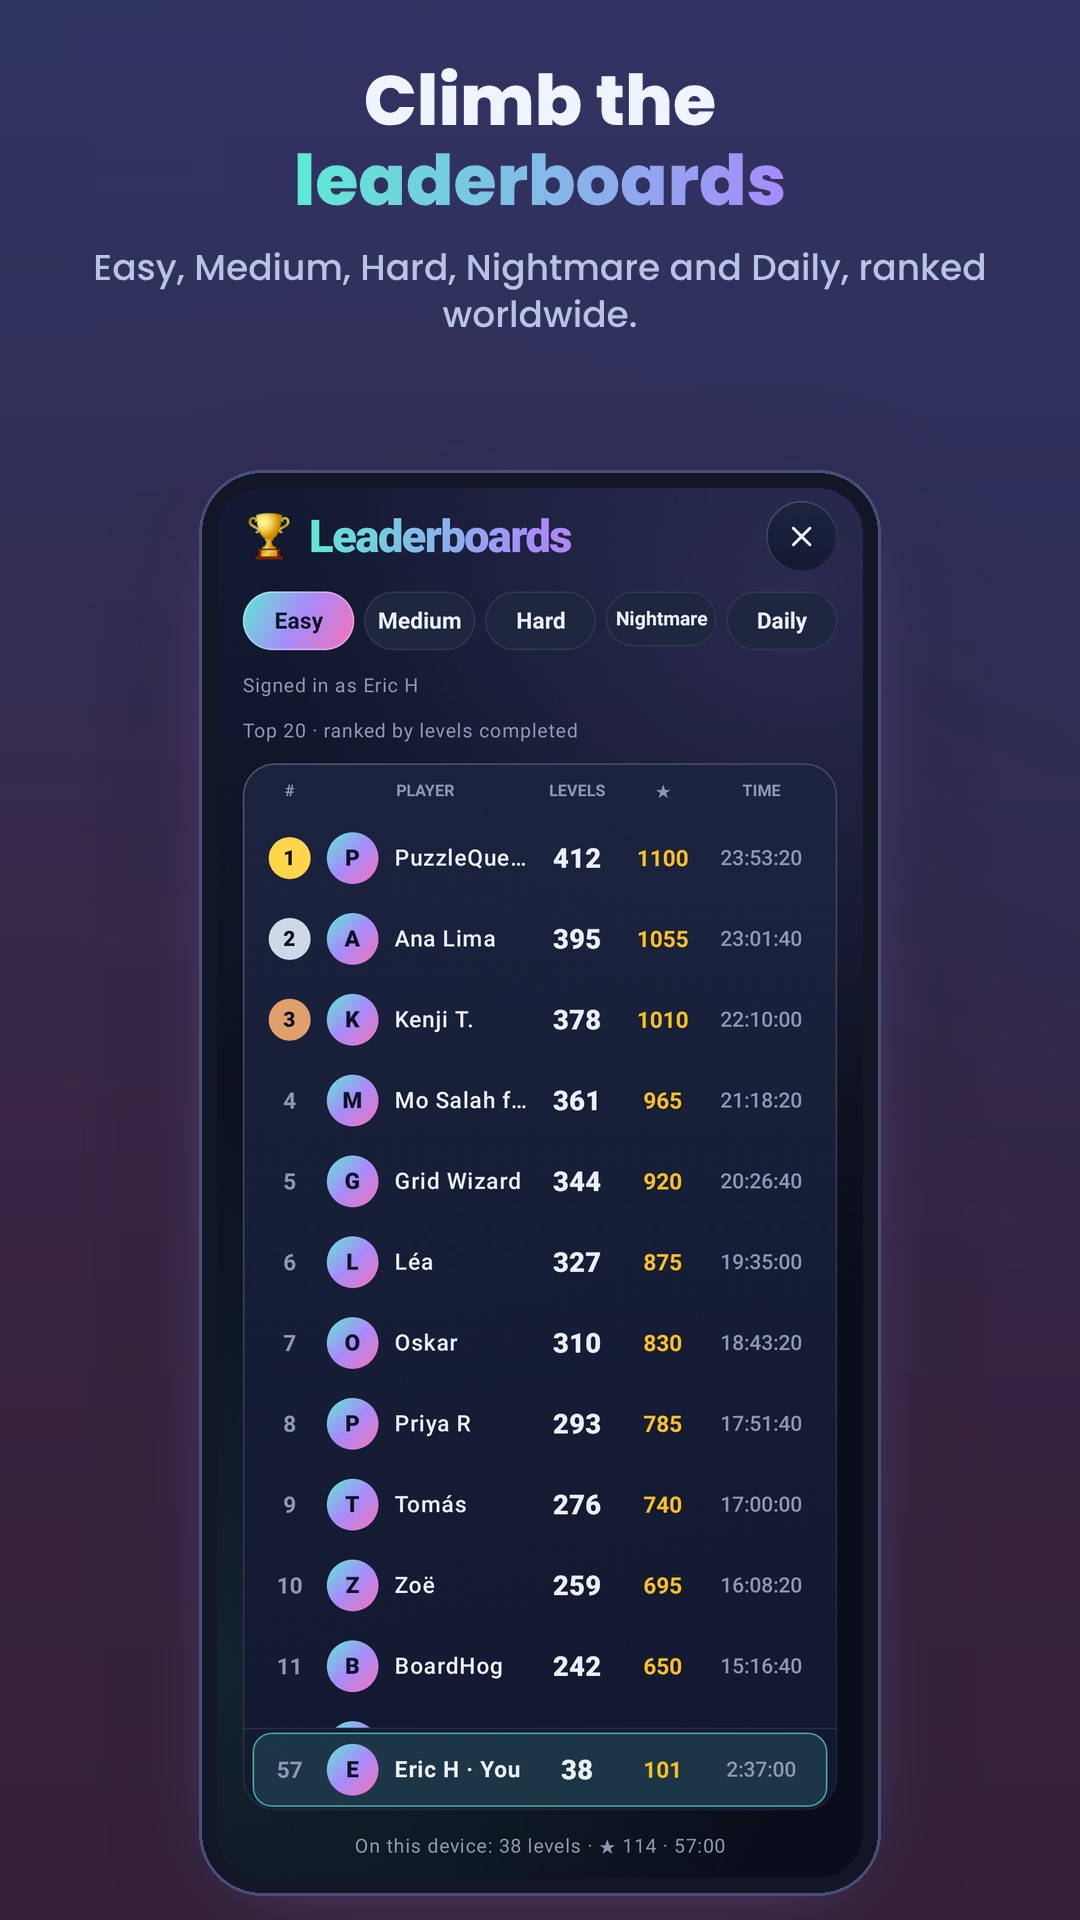 Climb the
leaderboards
Easy, Medium, Hard, Nightmare and Daily, ranked
worldwide.
🏆 Leaderboards ✕
Easy Medium Hard Nightmare Daily
Signed in as Eric H
Top 20 · ranked by levels completed
# PLAYER LEVELS ★ TIME
1 P PuzzleQue... 412 1100 23:53:20
2 A Ana Lima 395 1055 23:01:40
3 K Kenji T. 378 1010 22:10:00
4 M Mo Salah f... 361 965 21:18:20
5 G Grid Wizard 344 920 20:26:40
6 L Léa 327 875 19:35:00
7 O Oskar 310 830 18:43:20
8 P Priya R 293 785 17:51:40
9 T Tomás 276 740 17:00:00
10 Z Zoë 259 695 16:08:20
11 B BoardHog 242 650 15:16:40
57 E Eric H · You 38 101 2:37:00
On this device: 38 levels · ★ 114 · 57:00